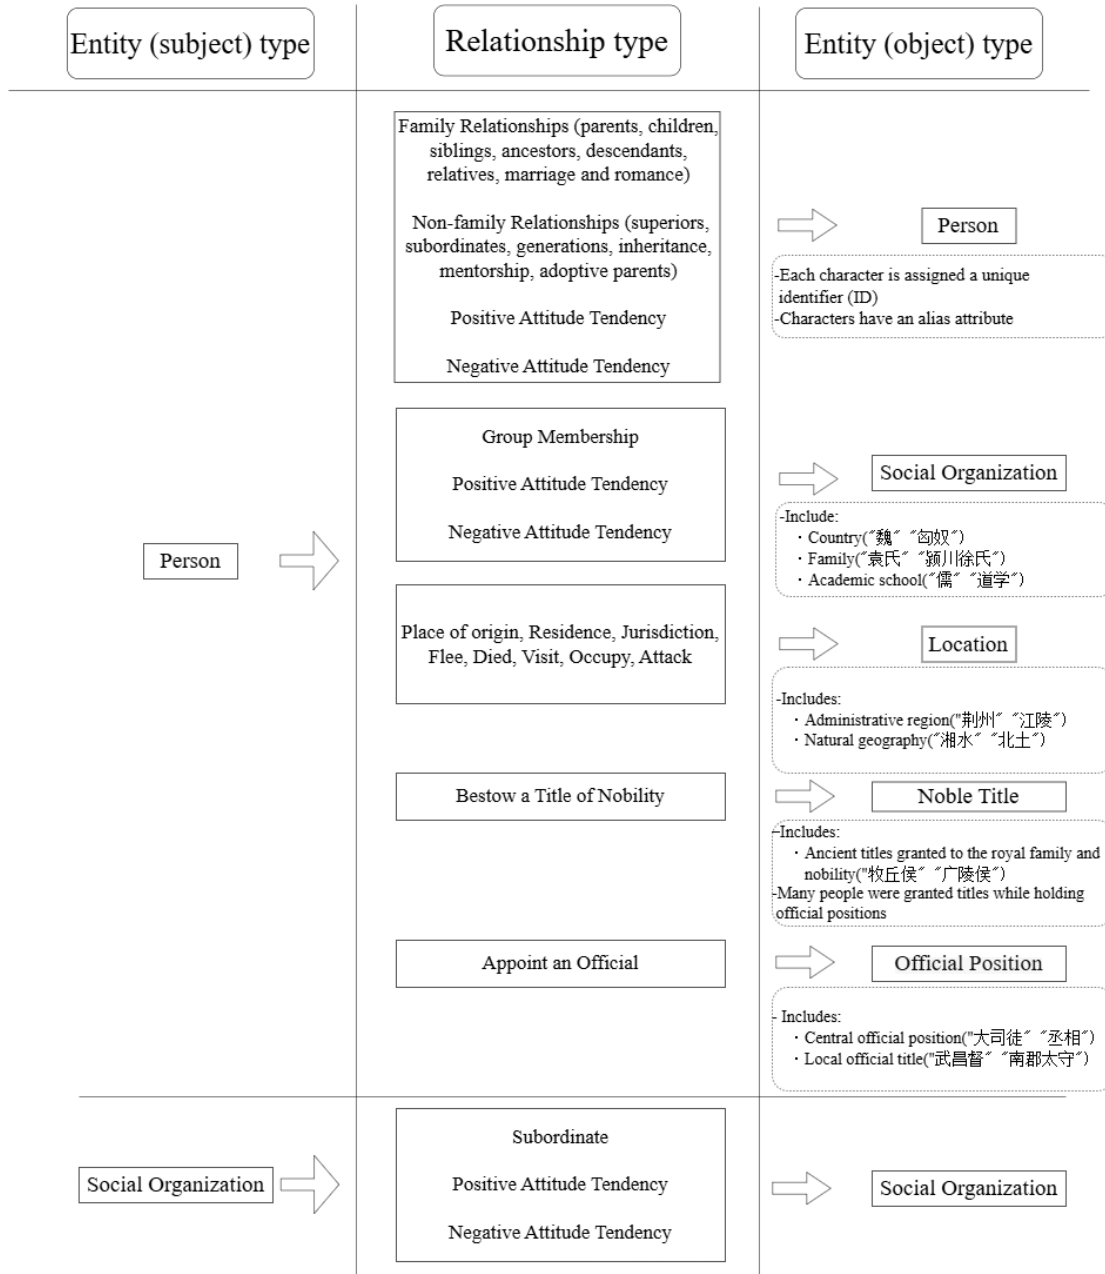 Entity (subject) type
Relationship type
Entity (object) type
Family Relationships (parents, children,
siblings, ancestors, descendants,
relatives, marriage and romance)
Non-family Relationships (superiors,
subordinates, generations, inheritance,
mentorship, adoptive parents)
Positive Attitude Tendency
Negative Attitude Tendency
Person
-Each character is assigned a unique
identifier (ID)
-Characters have an alias attribute
Person
Group Membership
Positive Attitude Tendency
Negative Attitude Tendency
Social Organization
-Include:
· Country("魏" "匈奴")
· Family("袁氏" "颍川徐氏")
· Academic school("儒" "道学")
Place of origin, Residence, Jurisdiction,
Flee, Died, Visit, Occupy, Attack
Location
-Includes:
· Administrative region("荆州" "江陵")
· Natural geography("湘水" "北土")
Bestow a Title of Nobility
Noble Title
-Includes:
· Ancient titles granted to the royal family and
nobility("牧丘侯" "广陵侯")
-Many people were granted titles while holding
official positions
Appoint an Official
Official Position
- Includes:
· Central official position("大司徒" "丞相")
· Local official title("武昌督" "南郡太守")
Social Organization
Subordinate
Positive Attitude Tendency
Negative Attitude Tendency
Social Organization